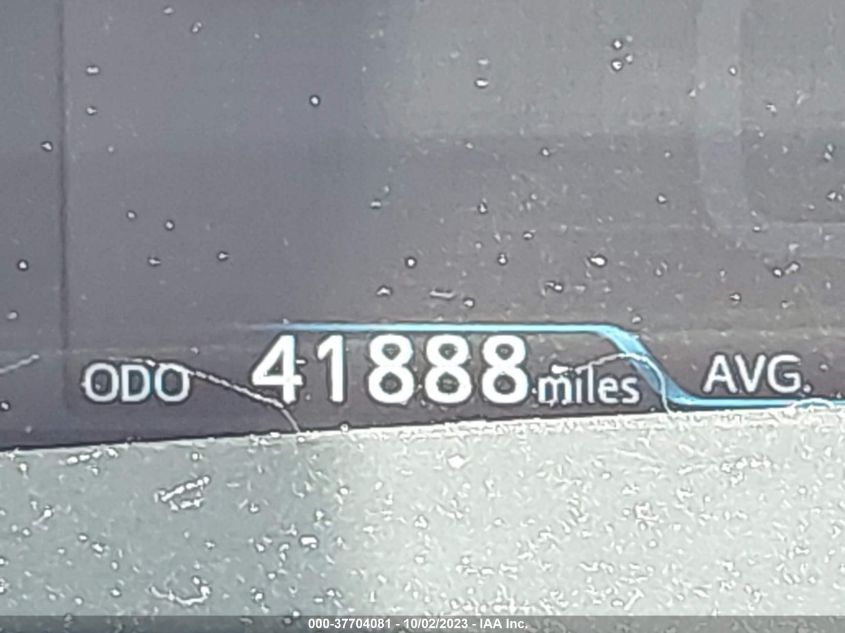 ODO 41888 miles AVG.
000-37704081 - 10/02/2023 - IAA Inc.